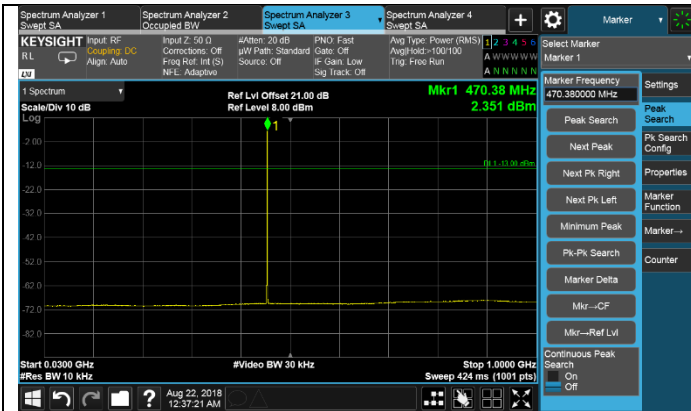 Spectrum Analyzer 1
Swept SA
Spectrum Analyzer 2
Occupied BW
Spectrum Analyzer 3
Swept SA
Spectrum Analyzer 4
Swept SA
+
Marker
KEYSIGHT
RL
LXI
Input: RF
Coupling: DC
Align: Auto
Input Z: 50 Ω
Corrections: Off
Freq Ref: Int (S)
NFE: Adaptive
#Atten: 20 dB
µW Path: Standard
Source: Off
PNO: Fast
Gate: Off
IF Gain: Low
Sig Track: Off
Avg Type: Power (RMS)
Avg|Hold:>100/100
Trig: Free Run
1 2 3 4 5 6
A W W W W W
A N N N N N
Select Marker
Marker 1
1 Spectrum
Scale/Div 10 dB
Log
Ref Lvl Offset 21.00 dB
Ref Level 8.00 dBm
Mkr1 470.38 MHz
2.351 dBm
1
-2.00
-12.0
-22.0
-32.0
-42.0
-52.0
-62.0
-72.0
-82.0
DL1 -13.00 dBm
Start 0.0300 GHz
#Res BW 10 kHz
#Video BW 30 kHz
Stop 1.0000 GHz
Sweep 424 ms (1001 pts)
Marker Frequency
470.380000 MHz
Peak Search
Next Peak
Next Pk Right
Next Pk Left
Minimum Peak
Pk-Pk Search
Marker Delta
Mkr→CF
Mkr→Ref Lvl
Continuous Peak
Search
On
Off
Settings
Peak
Search
Pk Search
Config
Properties
Marker
Function
Marker→
Counter
?
Aug 22, 2018
12:37:21 AM